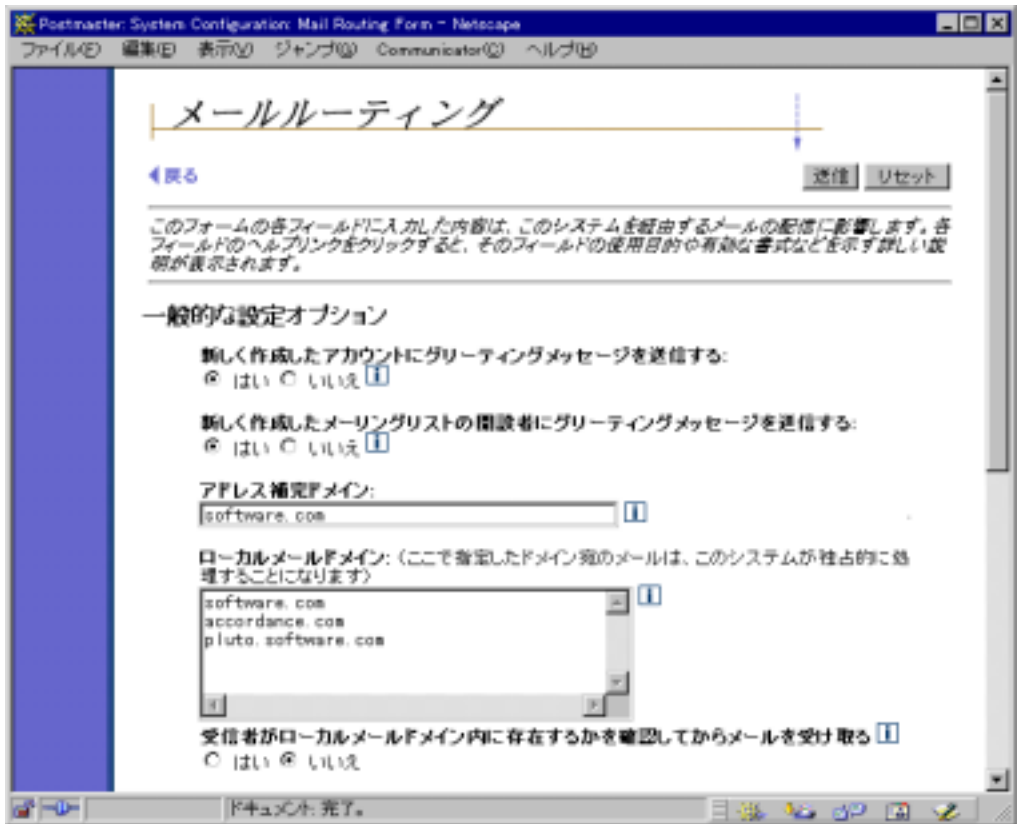 Postmaster: System Configuration: Mail Routing Form - Netscape
ファイル(F) 編集(E) 表示(V) ジャンプ(G) Communicator(C) ヘルプ(H)
メールルーティング
戻る
送信 リセット
このフォームの各フィールドに入力した内容は、このシステムを経由するメールの配信に影響します。各
フィールドのヘルプリンクをクリックすると、そのフィールドの使用目的や有効な書式などを示す詳しい説
明が表示されます。
一般的な設定オプション
新しく作成したアカウントにグリーティングメッセージを送信する:
はい いいえ i
新しく作成したメーリングリストの開設者にグリーティングメッセージを送信する:
はい いいえ i
アドレス補完ドメイン:
software.com i
ローカルメールドメイン: (ここで指定したドメイン宛のメールは、このシステムが独占的に処
理することになります)
software.com i
accordance.com
pluto.software.com
受信者がローカルメールドメイン内に存在するかを確認してからメールを受け取る i
はい いいえ
ドキュメント: 完了。